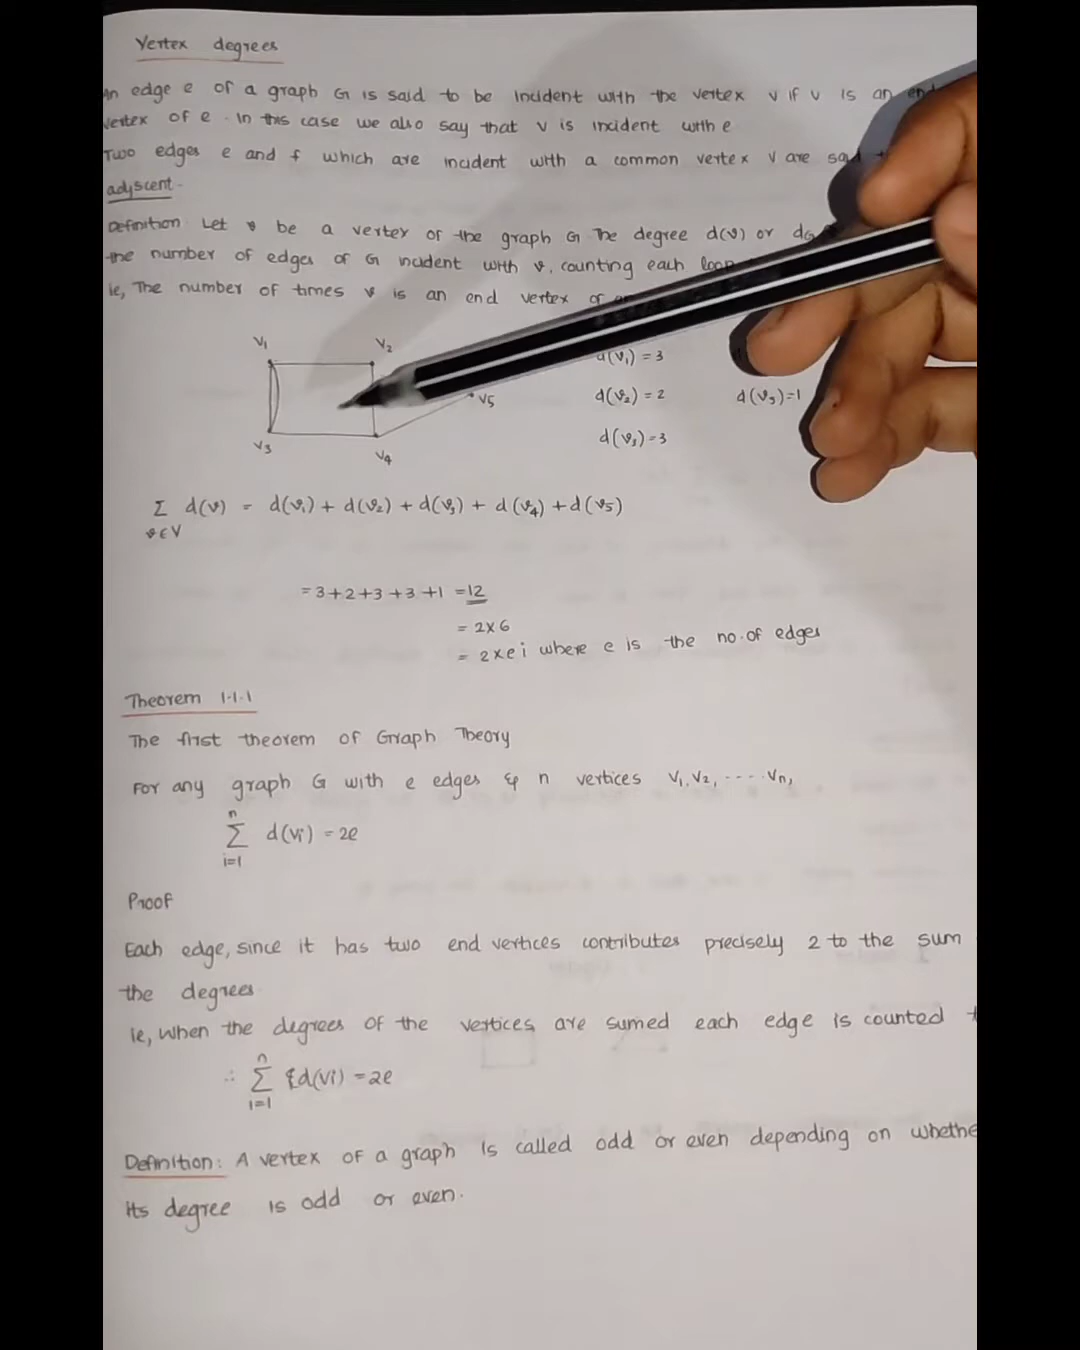 Vertex degrees
An edge e of a graph G is said to be incident with the vertex v if v is an end
vertex of e. In this case we also say that v is incident with e
Two edges e and f which are incident with a common vertex v are said
adjscent.
Definition Let v be a vertex of the graph G The degree d(v) or dG
the number of edges of G incident with v, counting each loop
ie, The number of times v is an end vertex of
V1 V2
V3 V4 V5
d(v1) = 3
d(v2) = 2 d(v5)=1
d(v3)=3
Σ d(v) = d(v1) + d(v2) + d(v3) + d(v4) + d(v5)
v∈V
= 3+2+3+3+1 = 12
= 2×6
= 2×e; where e is the no. of edges
Theorem 1.1.1
The first theorem of Graph Theory
For any graph G with e edges & n vertices v1, v2, ..... vn,
n
Σ d(vi) = 2e
i=1
Proof
Each edge, since it has two end vertices contributes precisely 2 to the sum
the degrees
ie, when the degrees of the vertices are sumed each edge is counted
n
∴ Σ d(vi) = 2e
i=1
Definition: A vertex of a graph is called odd or even depending on whethe
its degree is odd or even.